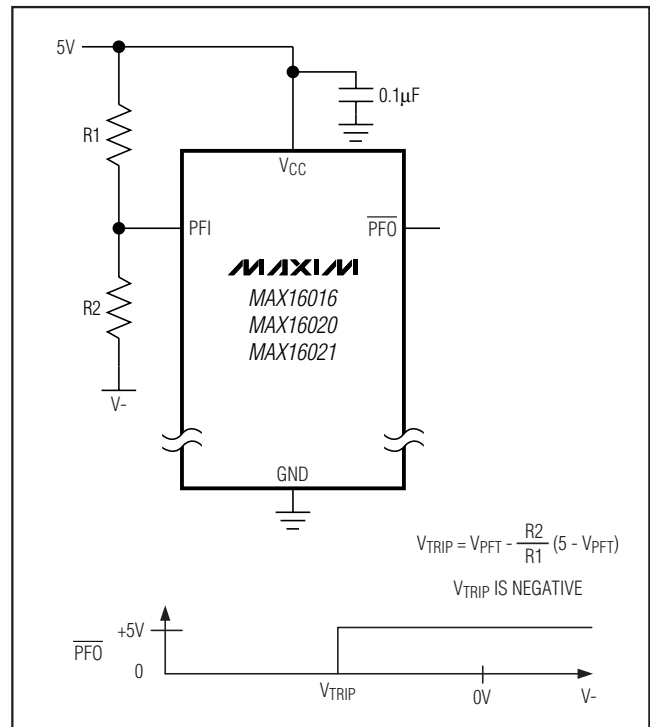 5V
0.1µF
R1
VCC
PFI
PFO
MAXIM
MAX16016
MAX16020
MAX16021
R2
V-
GND
VTRIP = VPFT - R2/R1 (5 - VPFT)
VTRIP IS NEGATIVE
+5V
PFO
0
VTRIP
0V
V-